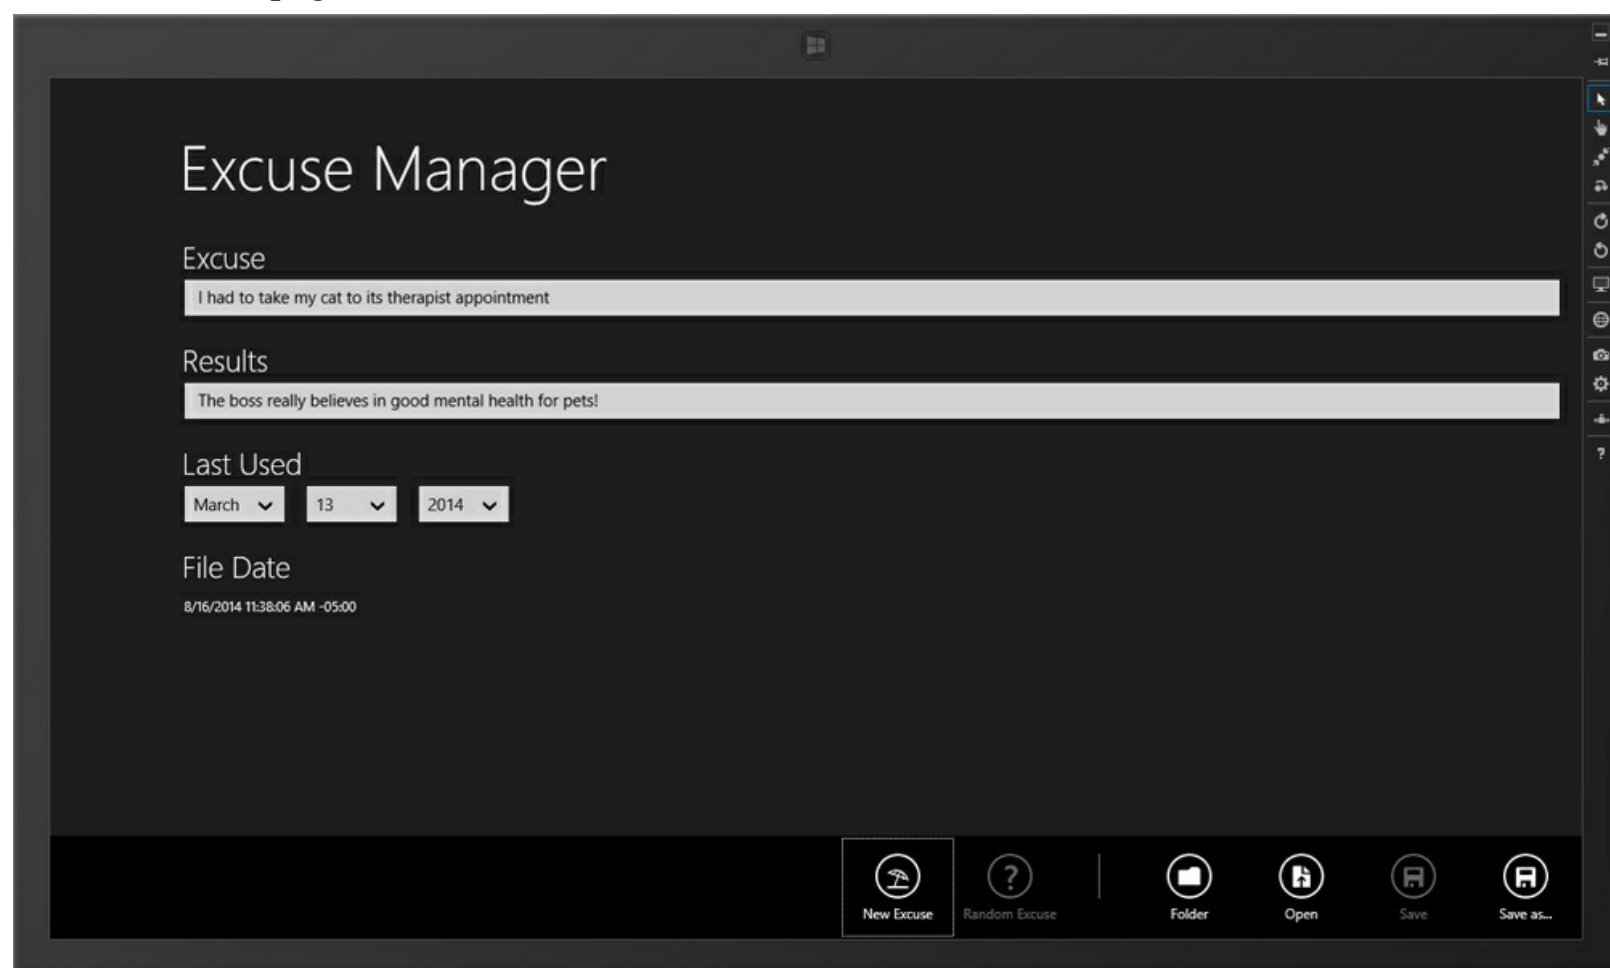 Excuse Manager
Excuse
I had to take my cat to its therapist appointment
Results
The boss really believes in good mental health for pets!
Last Used
March 13 2014
File Date
8/16/2014 11:38:06 AM -05:00
New Excuse Random Excuse Folder Open Save Save as...